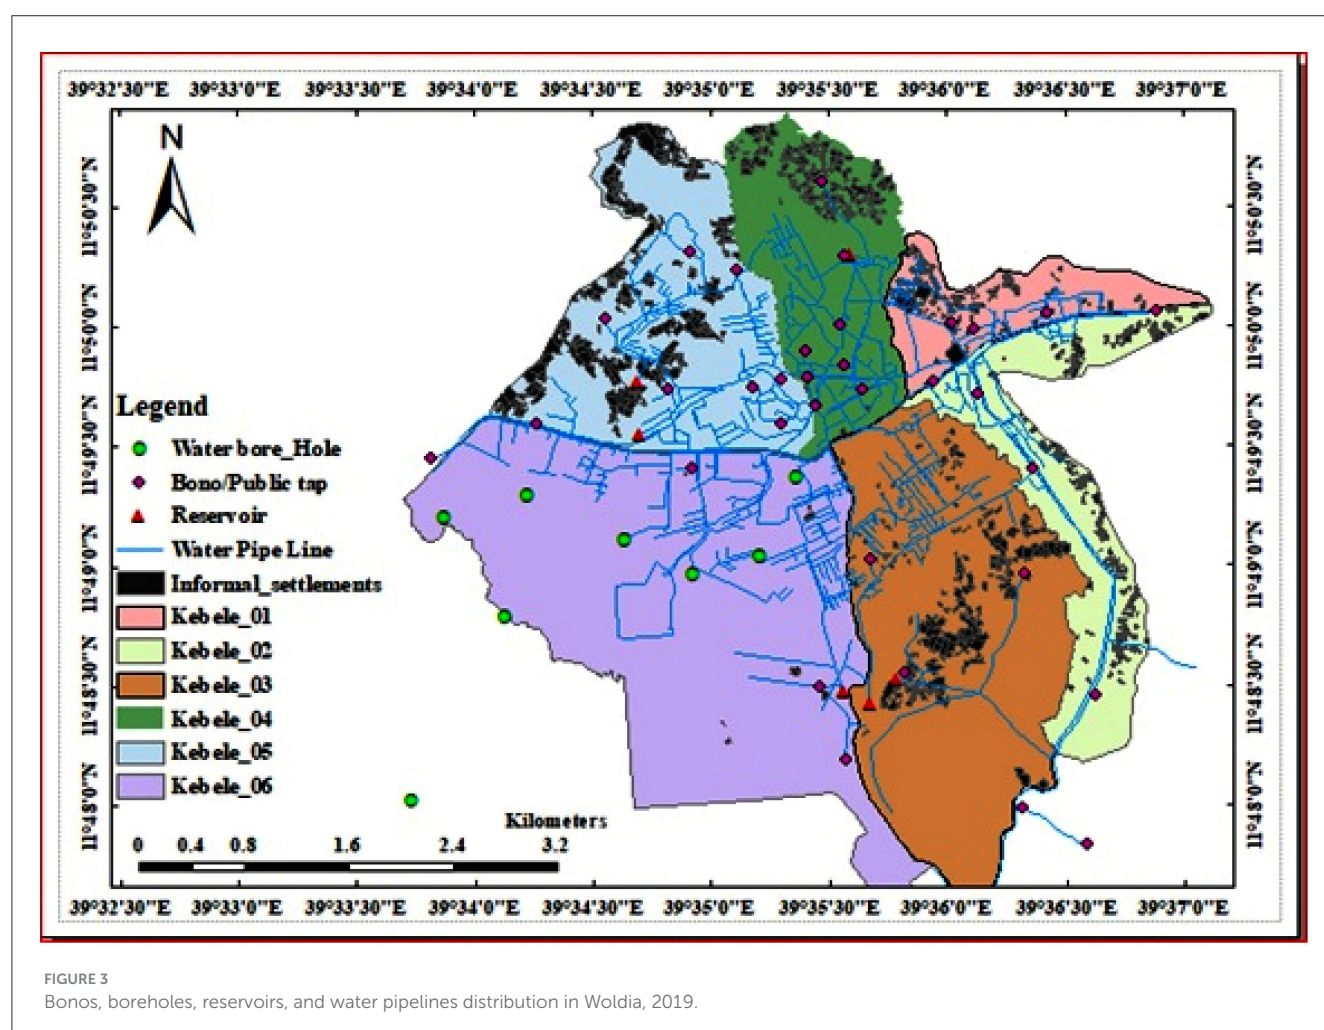 39°32'30"E 39°33'0"E 39°33'30"E 39°34'0"E 39°34'30"E 39°35'0"E 39°35'30"E 39°36'0"E 39°36'30"E 39°37'0"E
N
11°50'30"N
11°50'0"N
11°49'30"N
11°49'0"N
11°48'30"N
11°48'0"N
Legend
Water bore_Hole
Bono/Public tap
Reservoir
Water Pipe Line
Informal_settlements
Kebele_01
Kebele_02
Kebele_03
Kebele_04
Kebele_05
Kebele_06
Kilometers
0 0.4 0.8 1.6 2.4 3.2
11°50'30"N
11°50'0"N
11°49'30"N
11°49'0"N
11°48'30"N
11°48'0"N
39°32'30"E 39°33'0"E 39°33'30"E 39°34'0"E 39°34'30"E 39°35'0"E 39°35'30"E 39°36'0"E 39°36'30"E 39°37'0"E
FIGURE 3
Bonos, boreholes, reservoirs, and water pipelines distribution in Woldia, 2019.